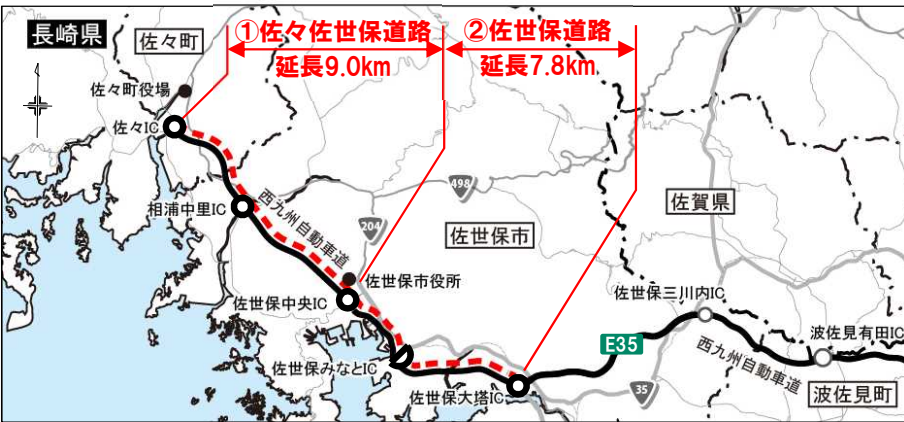 長崎県
佐々町
①佐々佐世保道路
延長9.0km
②佐世保道路
延長7.8km
佐々町役場
佐々IC
相浦中里IC
西九州自動車道
498
204
佐世保市
佐賀県
佐世保市役所
佐世保中央IC
佐世保三川内IC
波佐見有田IC
E35
佐世保みなとIC
佐世保大塔IC
西九州自動車道
35
波佐見町